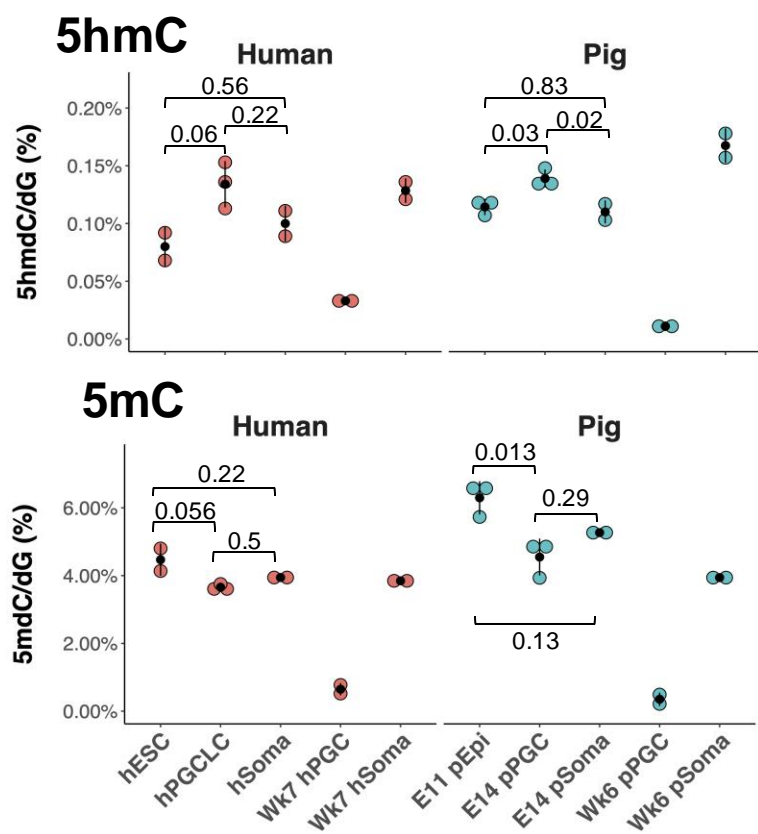 5hmC
Human
Pig
5hmdC/dG (%)
0.20%
0.15%
0.10%
0.05%
0.00%
0.56
0.22
0.06
0.83
0.02
0.03
5mC
Human
Pig
5mdC/dG (%)
6.00%
4.00%
2.00%
0.00%
0.22
0.056
0.5
0.013
0.29
0.13
hESC
hPGCLC
hSoma
Wk7 hPGC
Wk7 hSoma
E11 pEpi
E14 pPGC
E14 pSoma
Wk6 pPGC
Wk6 pSoma